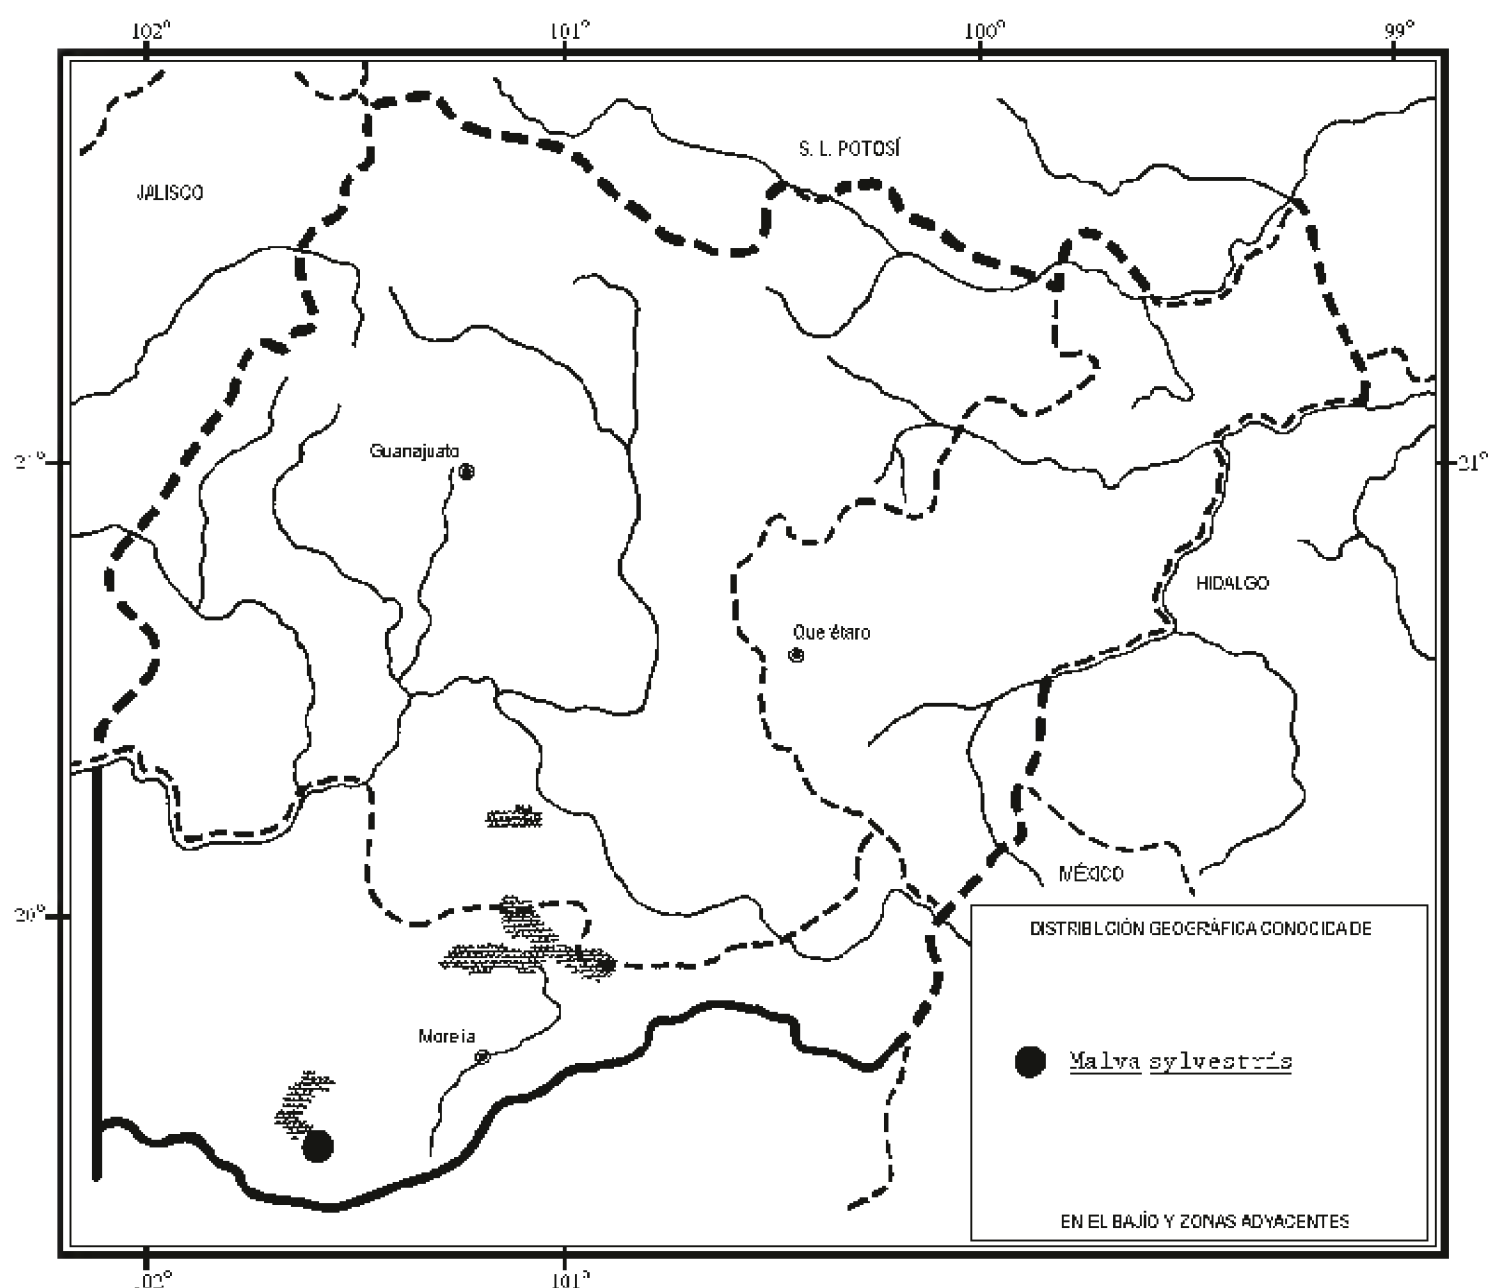 102° 101° 100° 99°
S. L. POTOSÍ
JALISCO
Guanajuato
21° 21°
HIDALGO
Querétaro
MÉXICO
20°
DISTRIBUCIÓN GEOGRÁFICA CONOCIDA DE
Morelia
Malva sylvestris
EN EL BAJÍO Y ZONAS ADYACENTES
102° 101°